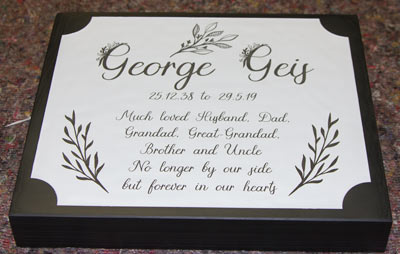 George Geis
25.12.38 to 29.5.19
Much loved Husband, Dad,
Grandad, Great-Grandad,
Brother and Uncle
No longer by our side
but forever in our hearts